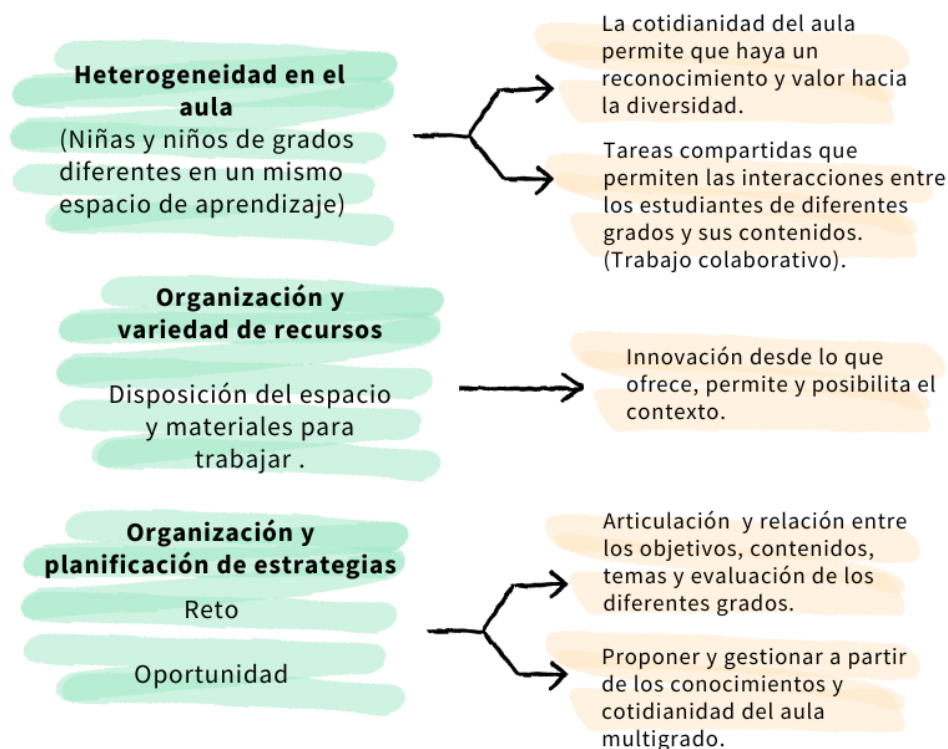 Heterogeneidad en el
aula
(Niñas y niños de grados
diferentes en un mismo
espacio de aprendizaje)
La cotidianidad del aula
permite que haya un
reconocimiento y valor hacia
la diversidad.
Tareas compartidas que
permiten las interacciones entre
los estudiantes de diferentes
grados y sus contenidos.
(Trabajo colaborativo).
Organización y
variedad de recursos
Disposición del espacio
y materiales para
trabajar .
Innovación desde lo que
ofrece, permite y posibilita el
contexto.
Organización y
planificación de estrategias
Reto
Oportunidad
Articulación  y relación entre
los objetivos, contenidos,
temas y evaluación de los
diferentes grados.
Proponer y gestionar a partir
de los conocimientos y
cotidianidad del aula
multigrado.